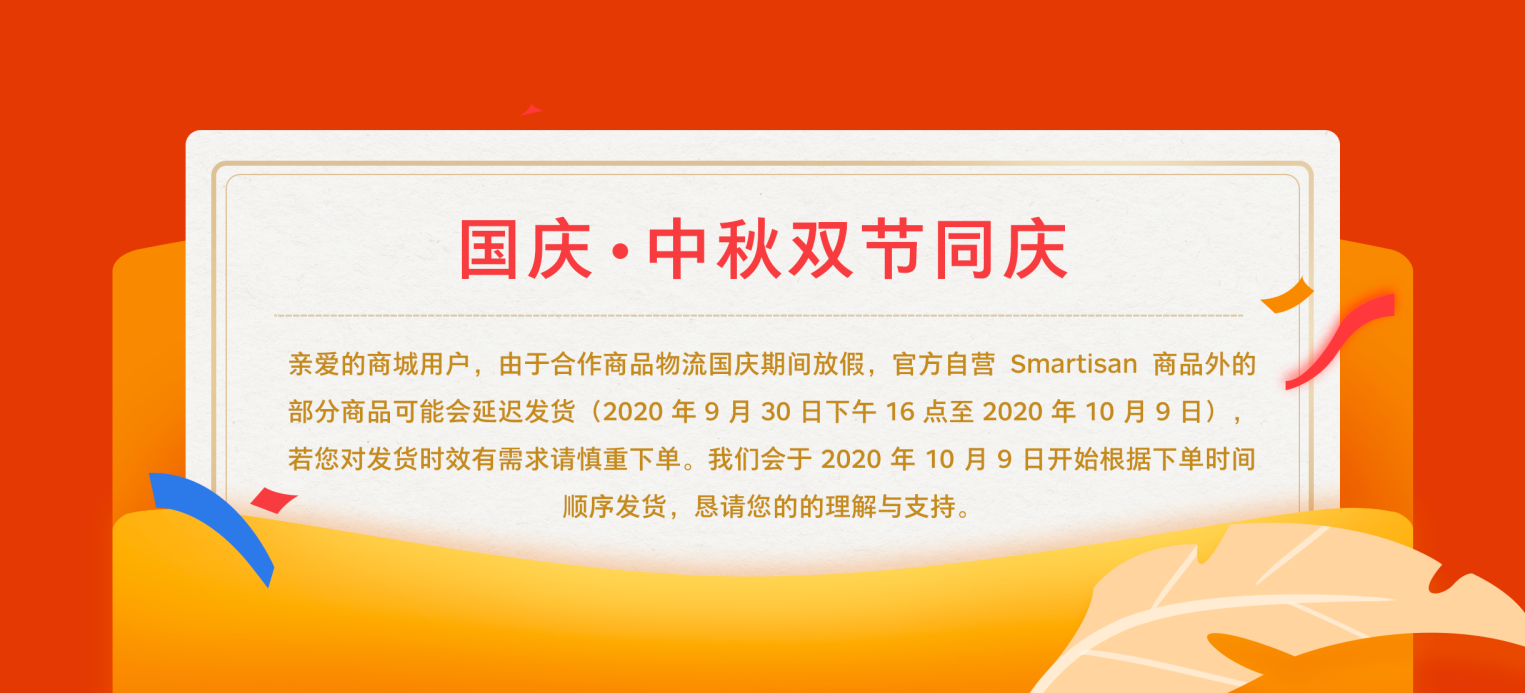 国庆·中秋双节同庆
亲爱的商城用户，由于合作商品物流国庆期间放假，官方自营 Smartisan 商品外的
部分商品可能会延迟发货（2020 年 9 月 30 日下午 16 点至 2020 年 10 月 9 日），
若您对发货时效有需求请慎重下单。我们会于 2020 年 10 月 9 日开始根据下单时间
顺序发货，恳请您的的理解与支持。